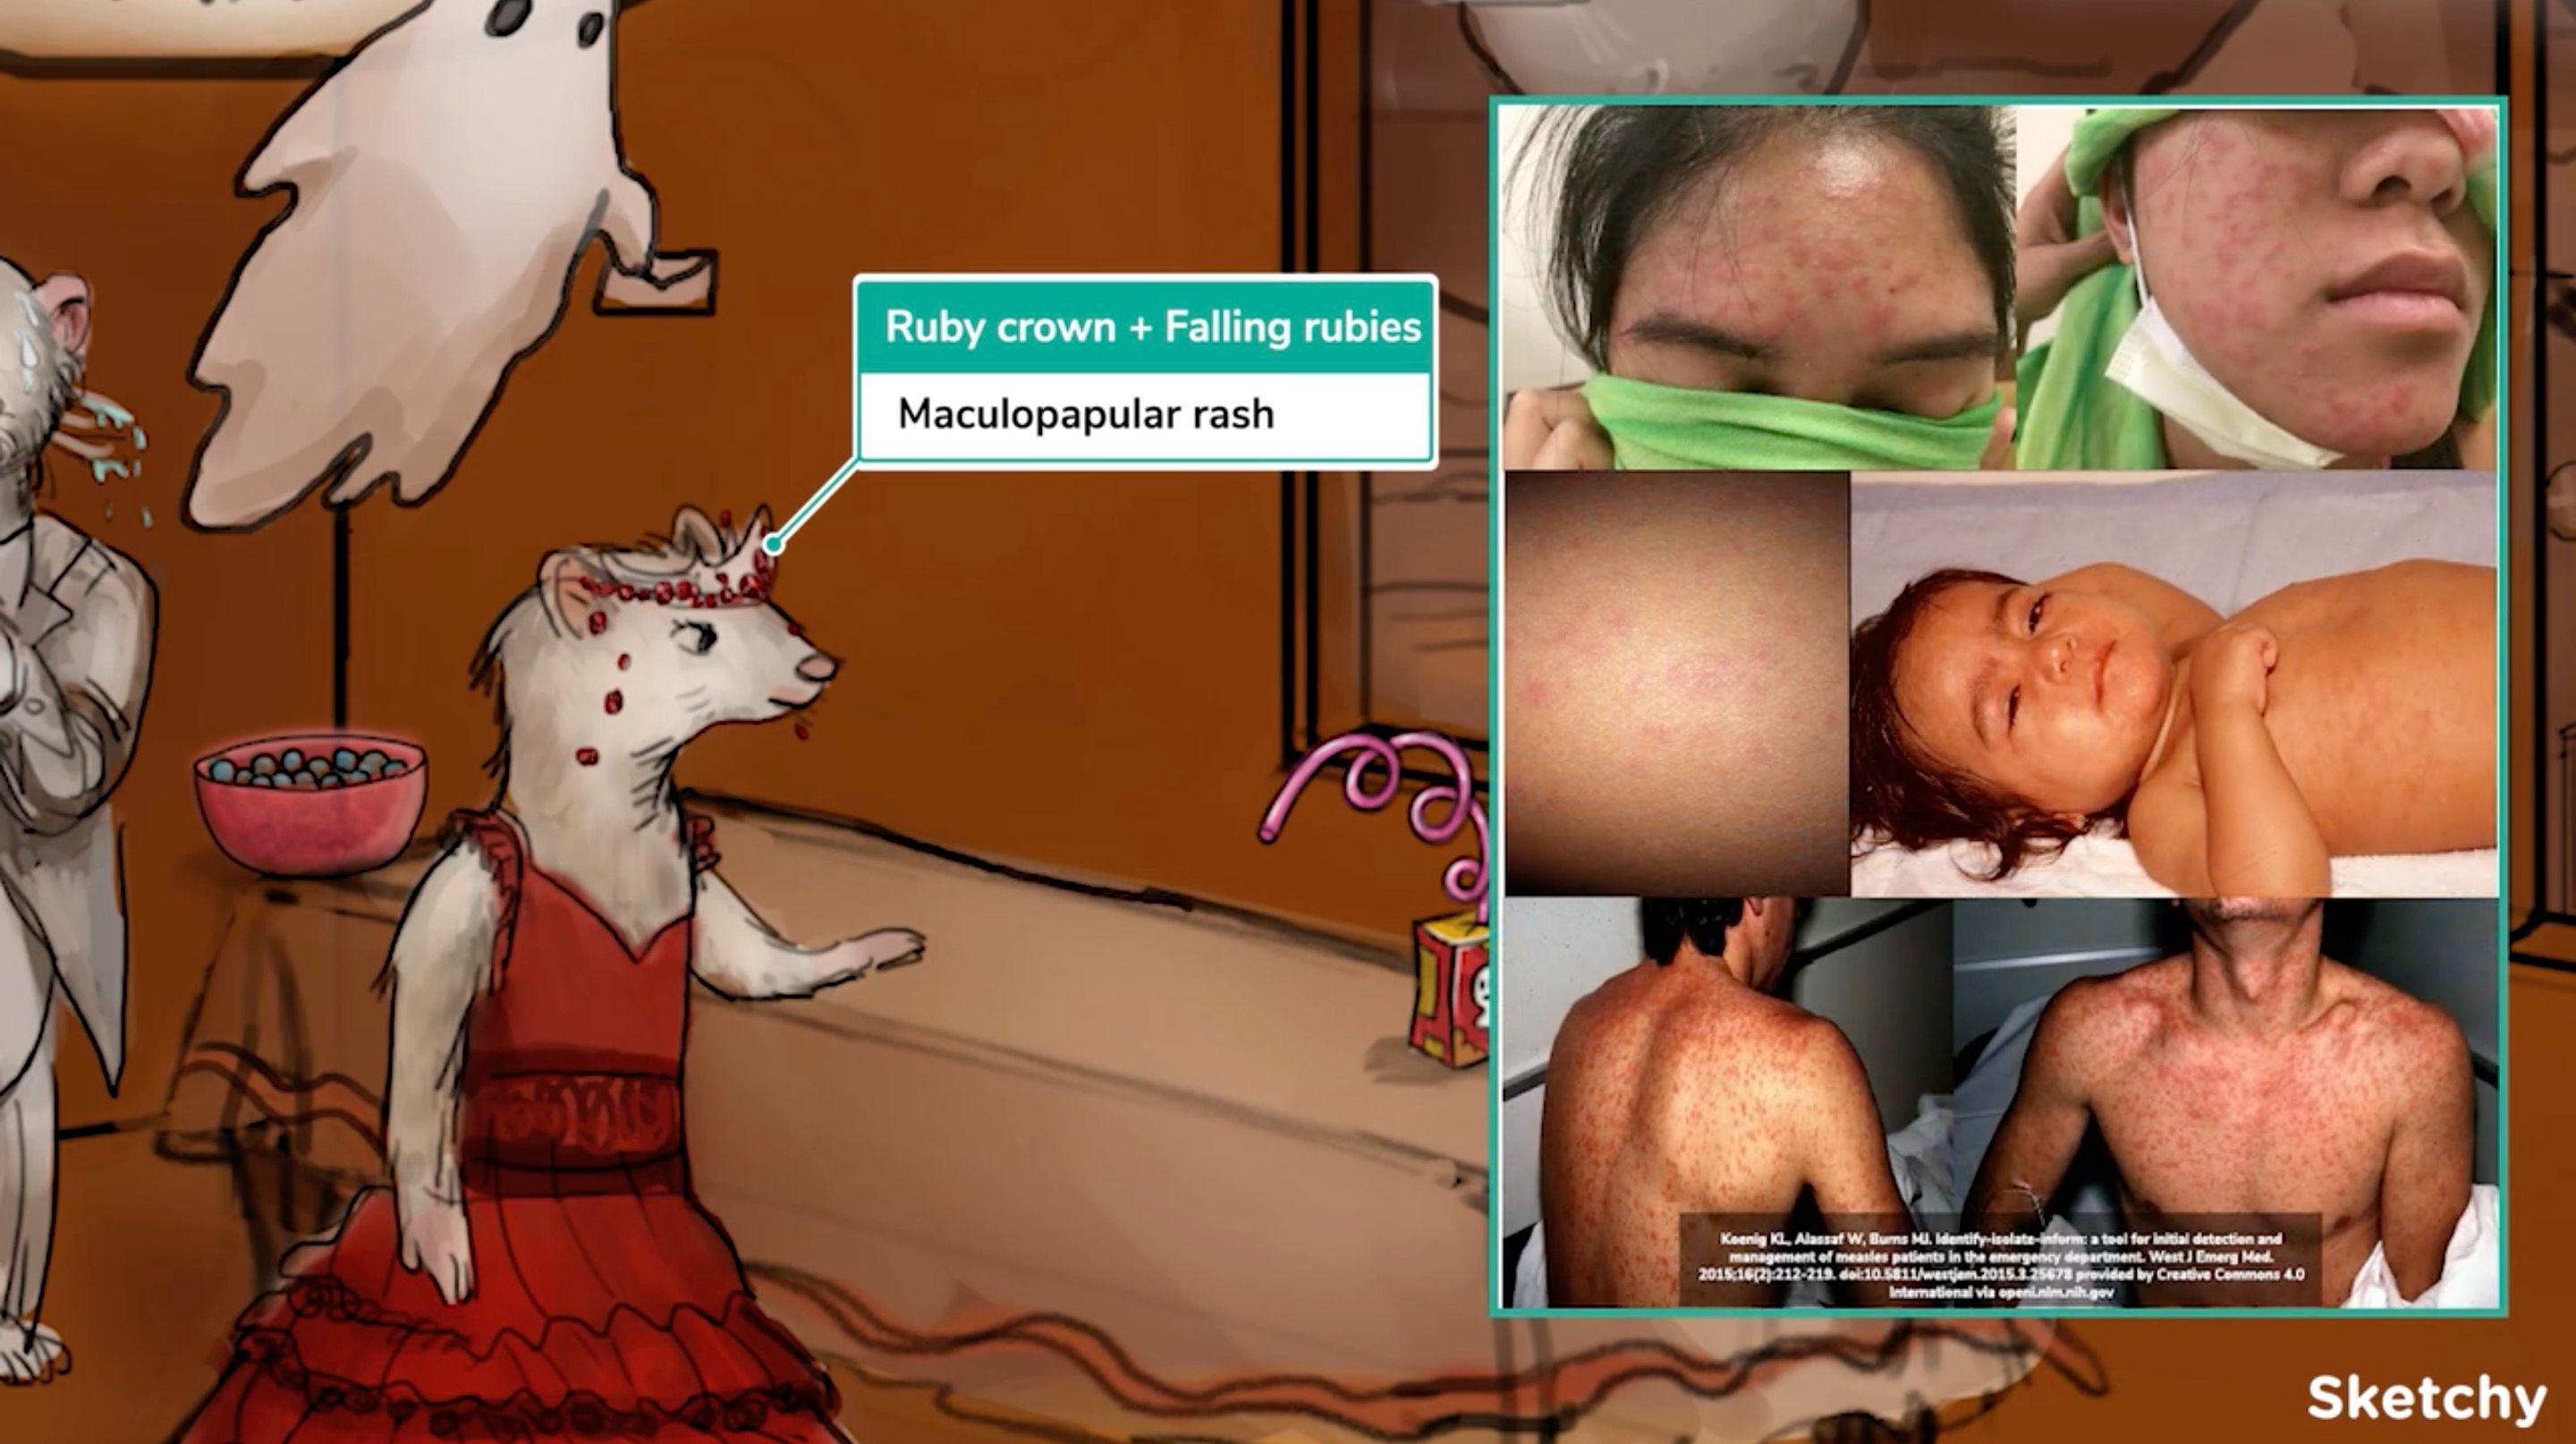 Ruby crown + Falling rubies
Maculopapular rash
Koenig KL, Alassaf W, Burns MJ. Identify-isolate-inform: a tool for initial detection and
management of measles patients in the emergency department. West J Emerg Med.
2015;16(2):212-219. doi:10.5811/westjem.2015.3.25678 provided by Creative Commons 4.0
International via openi.nlm.nih.gov
Sketchy